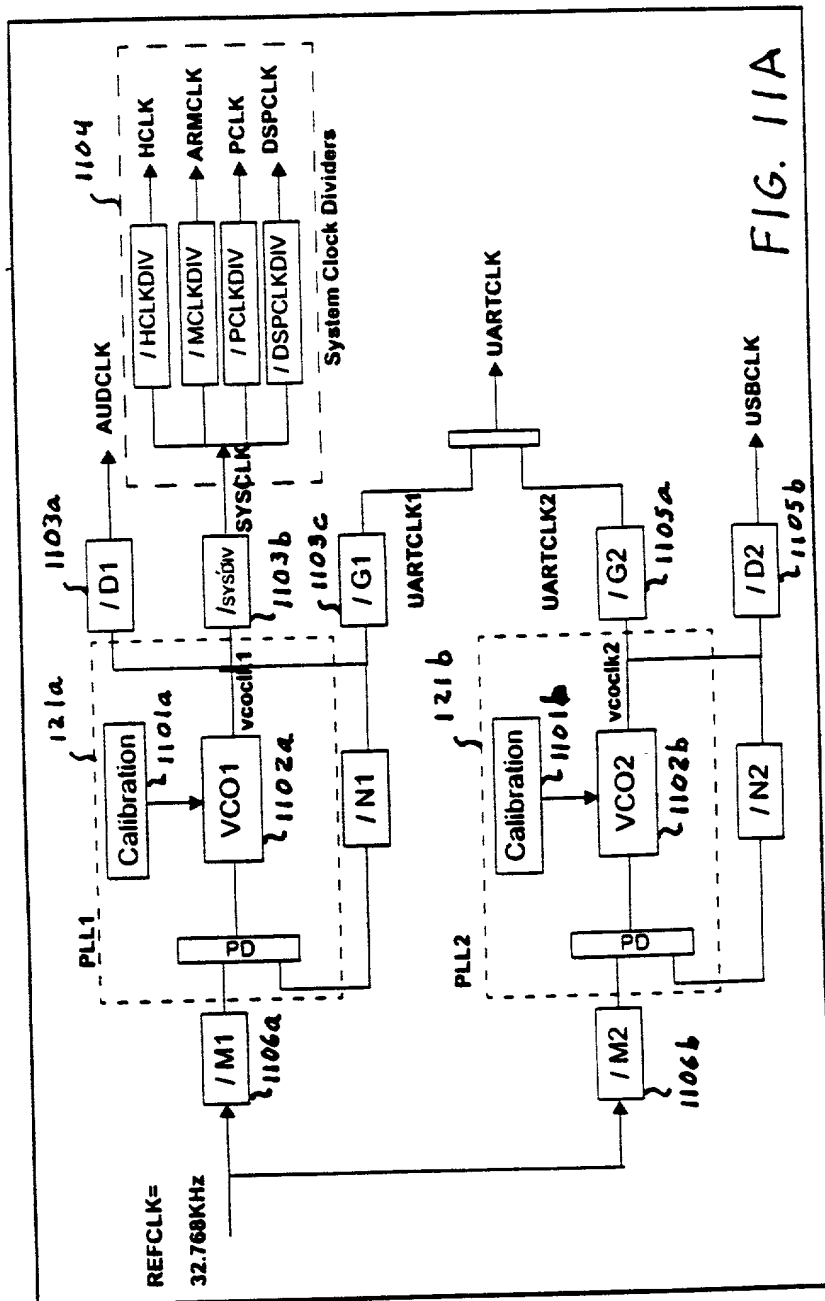 1104
HCLK
/HCLKDIV
ARMCLK
/MCLKDIV
PCLK
/PCLKDIV
DSPCLK
/DSPCLKDIV
System Clock Dividers
AUDCLK
1103a
/D1
SYSCLK
/SYSDIV
1103b
1103c
/G1
UARTCLK1
UARTCLK
UARTCLK2
/G2
1105a
USBCLK
/D2
1105b
121a
PLL1
Calibration
1101a
VCO1
1102a
vcoclk1
PD
/N1
/M1
1106a
REFCLK=
32.768KHz
121b
PLL2
Calibration
1101b
VCO2
1102b
vcoclk2
PD
/N2
/M2
1106b
FIG. 11A